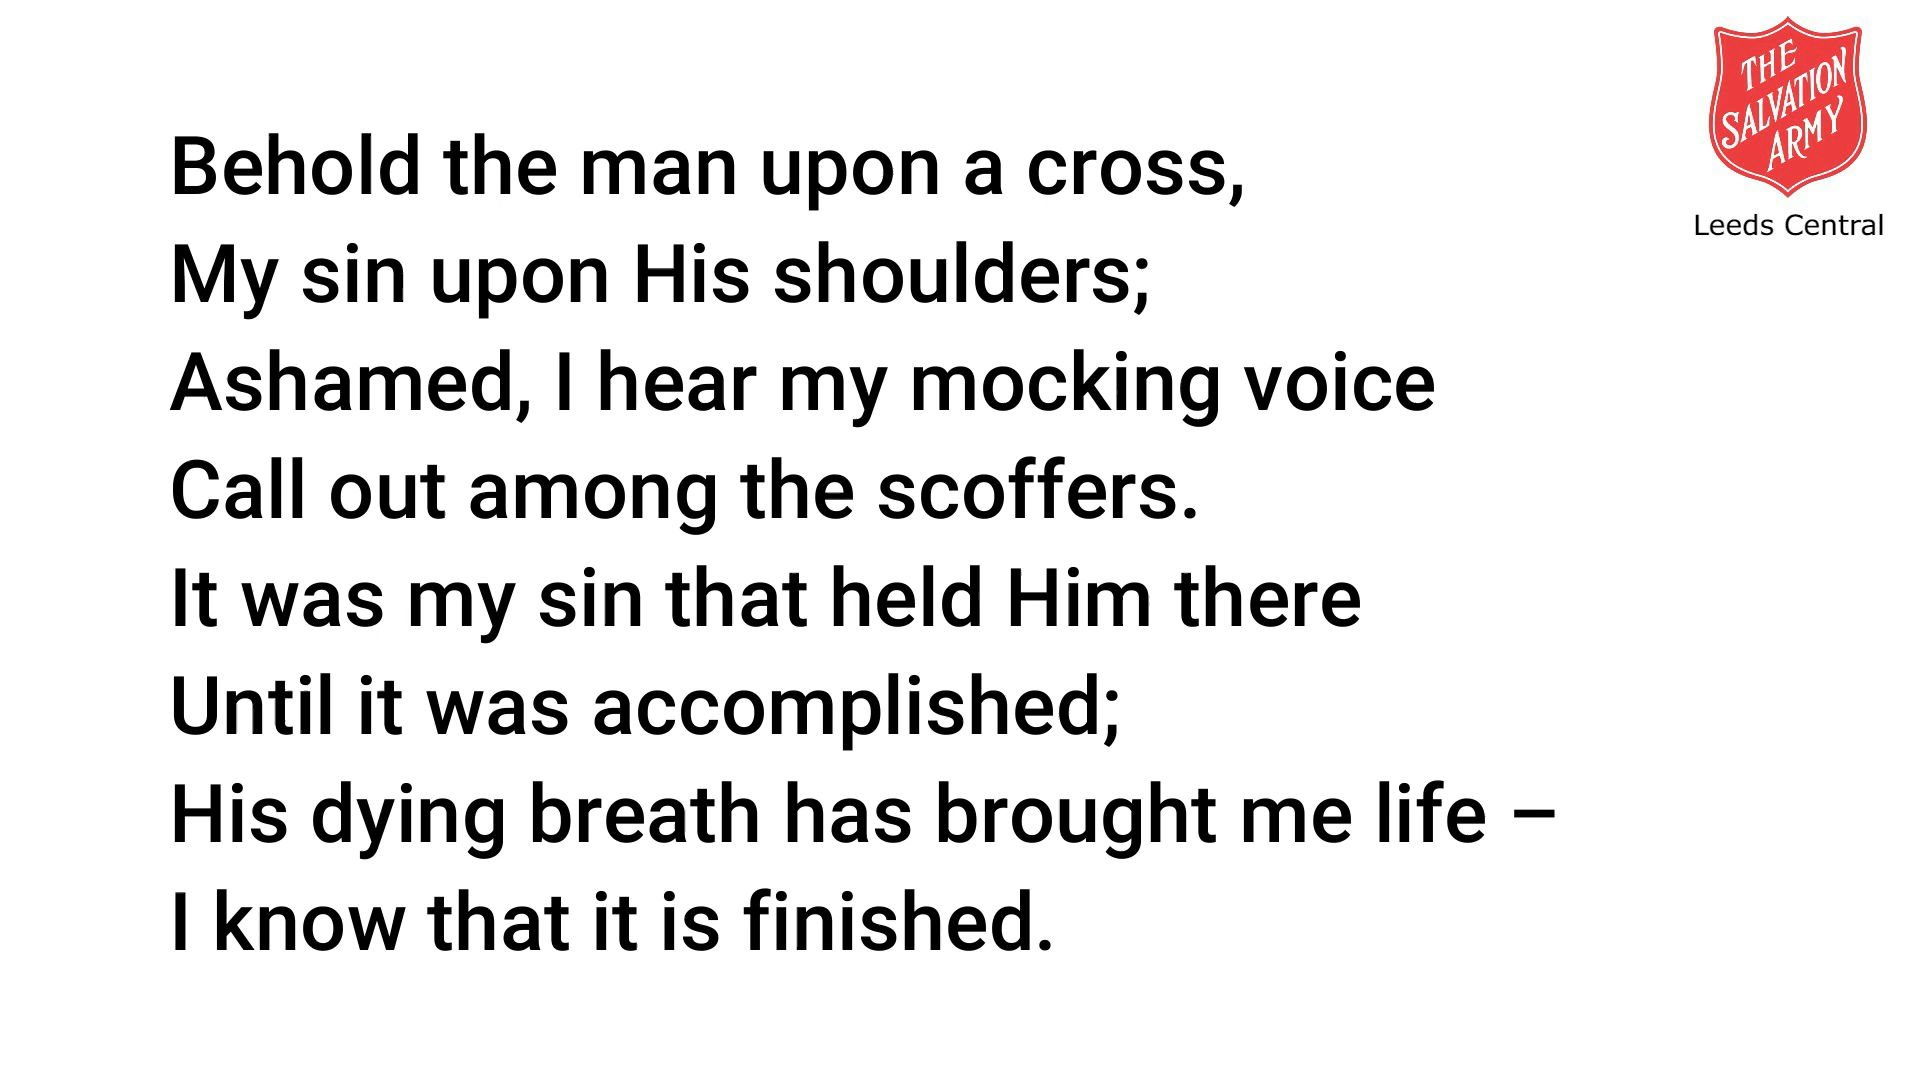 THE
SALVATION
ARMY
Leeds Central
Behold the man upon a cross,
My sin upon His shoulders;
Ashamed, I hear my mocking voice
Call out among the scoffers.
It was my sin that held Him there
Until it was accomplished;
His dying breath has brought me life –
I know that it is finished.